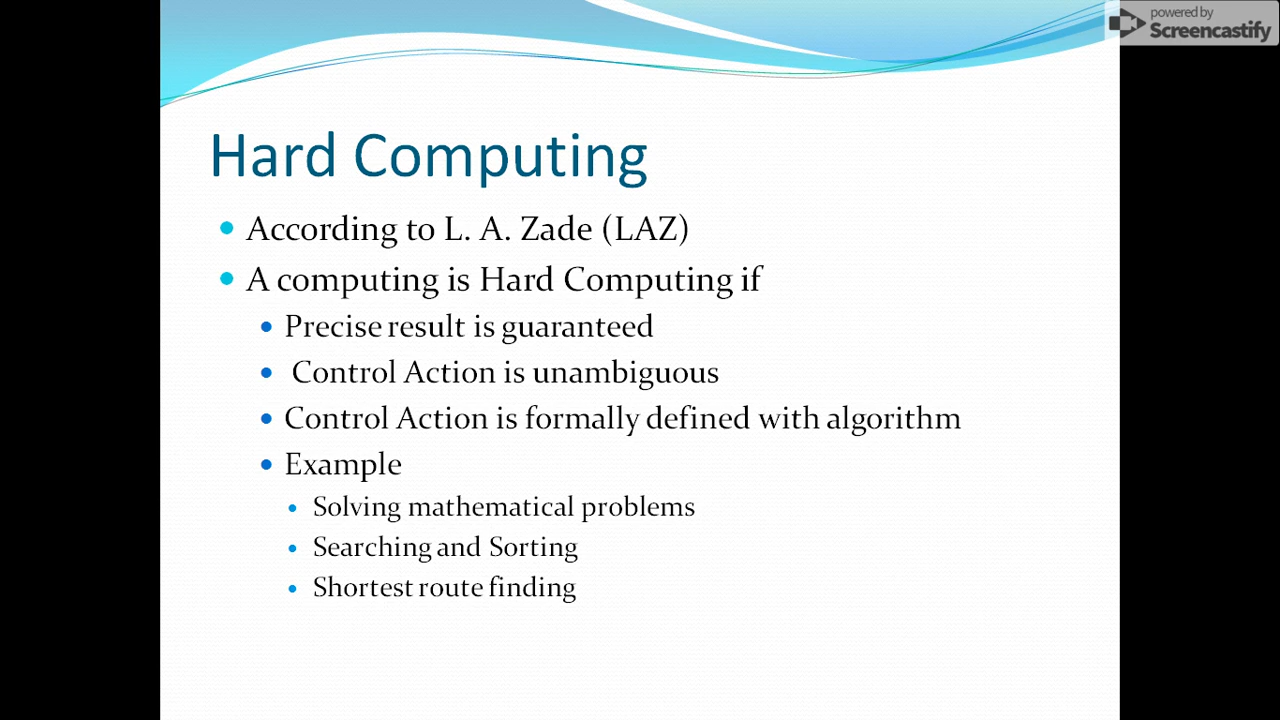 powered by
Screencastify
Hard Computing
According to L. A. Zade (LAZ)
A computing is Hard Computing if
Precise result is guaranteed
Control Action is unambiguous
Control Action is formally defined with algorithm
Example
Solving mathematical problems
Searching and Sorting
Shortest route finding